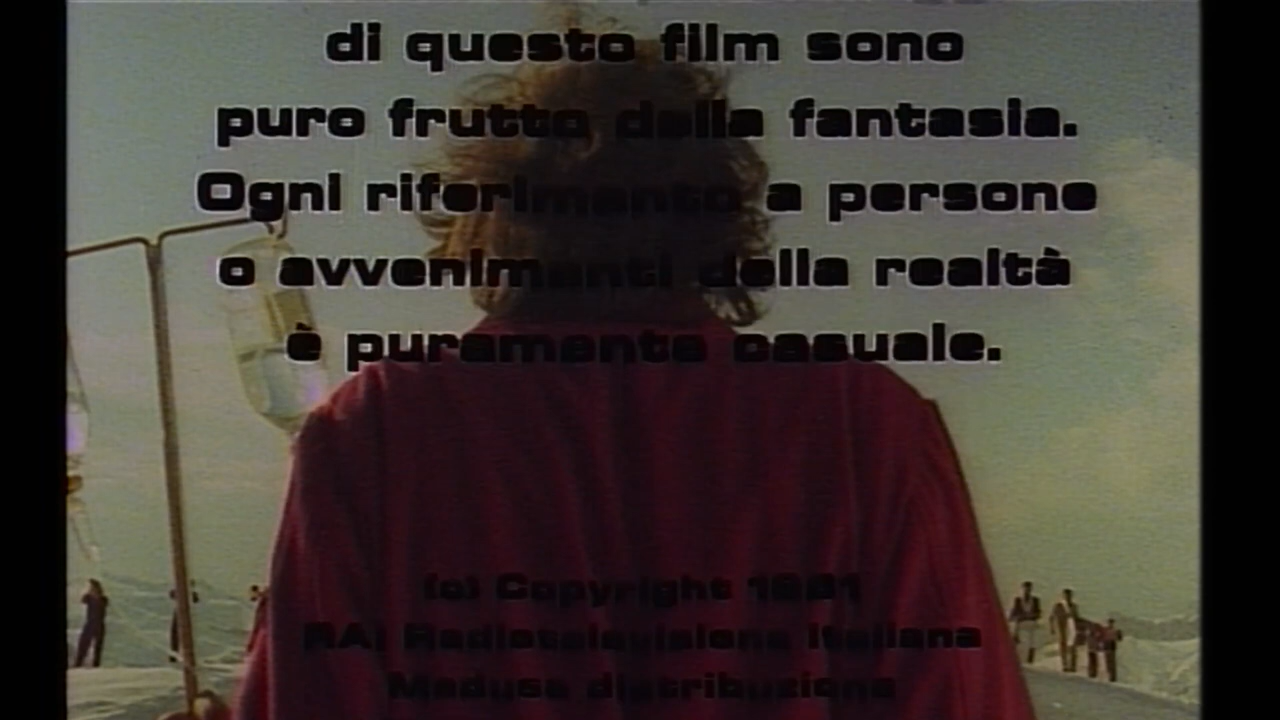 di questo film sono
puro frutto della fantasia.
Ogni riferimento a persone
o avvenimenti della realtà
è puramente casuale.
(c) Copyright 1981
RAI Radiotelevisione Italiana
Medusa distribuzione